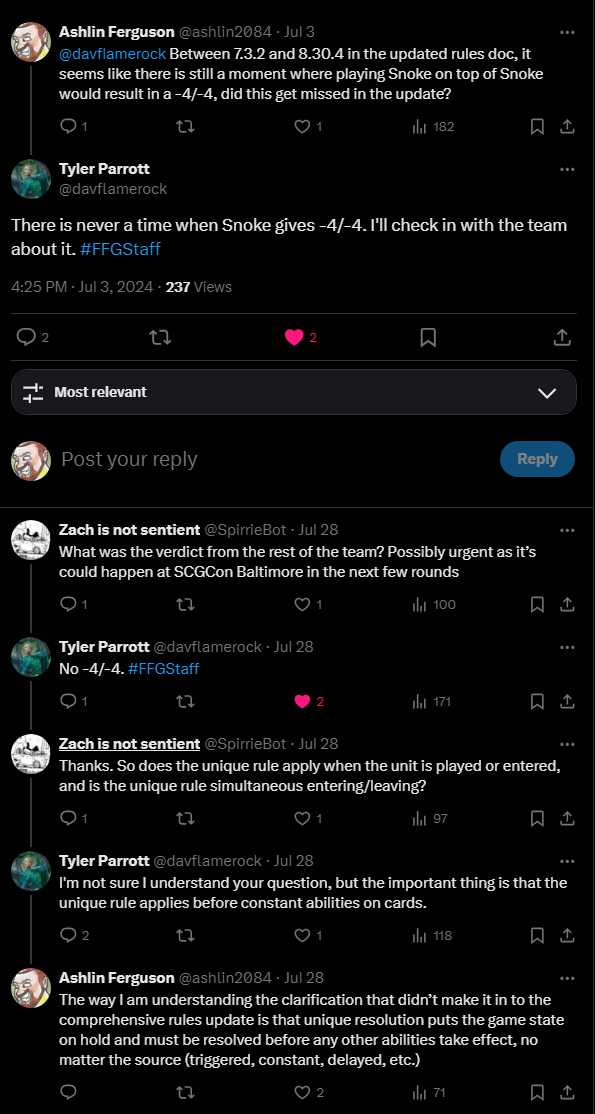 Ashlin Ferguson @ashlin2084 · Jul 3
@davflamerock Between 7.3.2 and 8.30.4 in the updated rules doc, it
seems like there is still a moment where playing Snoke on top of Snoke
would result in a -4/-4, did this get missed in the update?
1 1 182
Tyler Parrott
@davflamerock
There is never a time when Snoke gives -4/-4. I'll check in with the team
about it. #FFGStaff
4:25 PM · Jul 3, 2024 · 237 Views
2 2
Most relevant
Post your reply
Reply
Zach is not sentient @SpirrieBot · Jul 28
What was the verdict from the rest of the team? Possibly urgent as it’s
could happen at SCGCon Baltimore in the next few rounds
1 1 100
Tyler Parrott @davflamerock · Jul 28
No -4/-4. #FFGStaff
1 2 171
Zach is not sentient @SpirrieBot · Jul 28
Thanks. So does the unique rule apply when the unit is played or entered,
and is the unique rule simultaneous entering/leaving?
1 1 97
Tyler Parrott @davflamerock · Jul 28
I'm not sure I understand your question, but the important thing is that the
unique rule applies before constant abilities on cards.
2 1 118
Ashlin Ferguson @ashlin2084 · Jul 28
The way I am understanding the clarification that didn’t make it in to the
comprehensive rules update is that unique resolution puts the game state
on hold and must be resolved before any other abilities take effect, no
matter the source (triggered, constant, delayed, etc.)
2 71